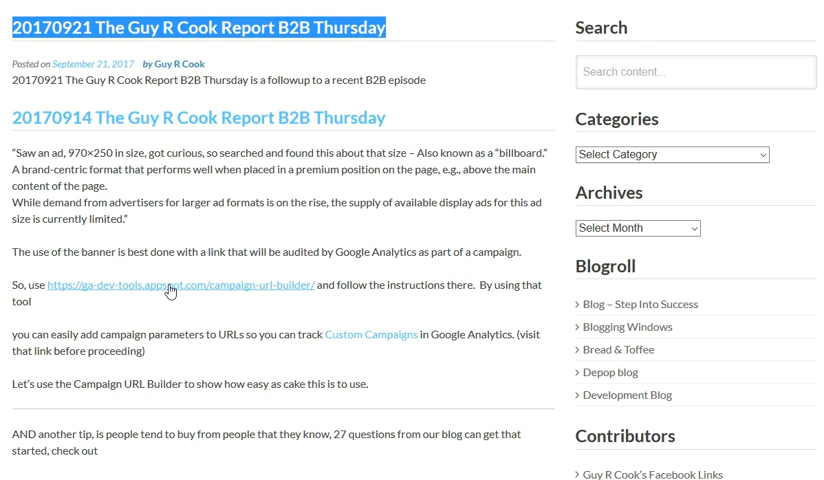 20170921 The Guy R Cook Report B2B Thursday
Posted on September 21, 2017 by Guy R Cook
20170921 The Guy R Cook Report B2B Thursday is a followup to a recent B2B episode
20170914 The Guy R Cook Report B2B Thursday
“Saw an ad, 970×250 in size, got curious, so searched and found this about that size – Also known as a “billboard.”
A brand-centric format that performs well when placed in a premium position on the page, e.g., above the main
content of the page.
While demand from advertisers for larger ad formats is on the rise, the supply of available display ads for this ad
size is currently limited.”
The use of the banner is best done with a link that will be audited by Google Analytics as part of a campaign.
So, use https://ga-dev-tools.appspot.com/campaign-url-builder/ and follow the instructions there. By using that
tool
you can easily add campaign parameters to URLs so you can track Custom Campaigns in Google Analytics. (visit
that link before proceeding)
Let’s use the Campaign URL Builder to show how easy as cake this is to use.
AND another tip, is people tend to buy from people that they know, 27 questions from our blog can get that
started, check out
Search
Search content...
Categories
Select Category
Archives
Select Month
Blogroll
Blog – Step Into Success
Blogging Windows
Bread & Toffee
Depop blog
Development Blog
Contributors
Guy R Cook’s Facebook Links